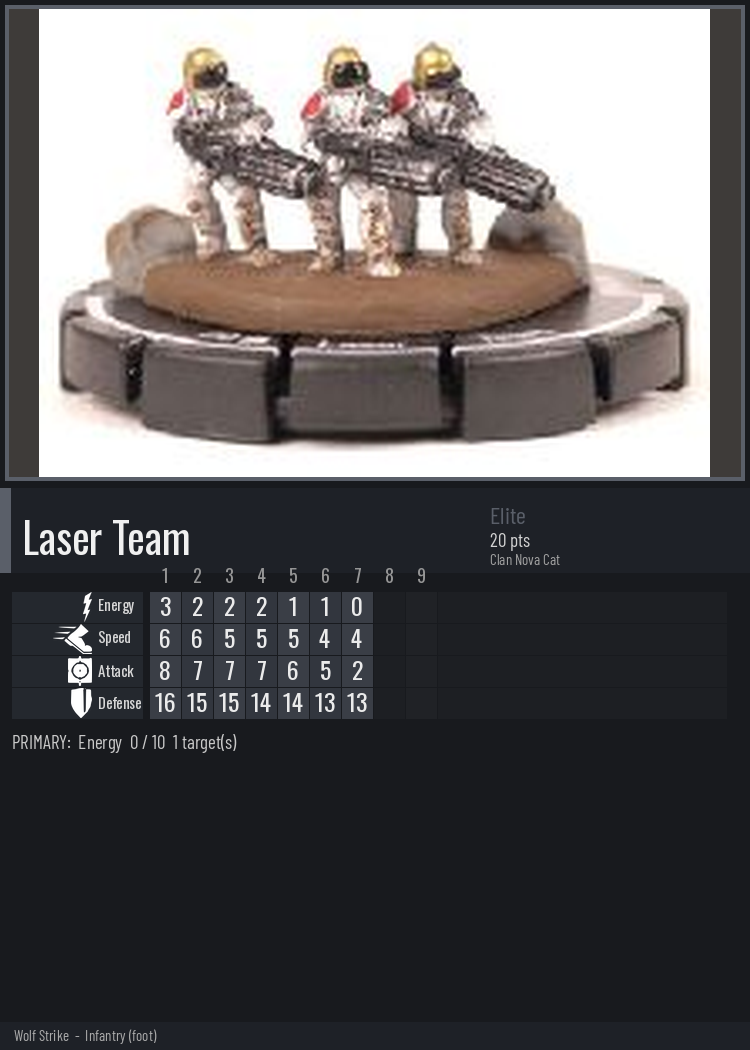 Laser Team
Elite
20 pts
Clan Nova Cat
1 2 3 4 5 6 7 8 9
Energy 3 2 2 2 1 1 0
Speed 6 6 5 5 5 4 4
Attack 8 7 7 7 6 5 2
Defense 16 15 15 14 14 13 13
PRIMARY: Energy 0 / 10 1 target(s)
Wolf Strike - Infantry (foot)